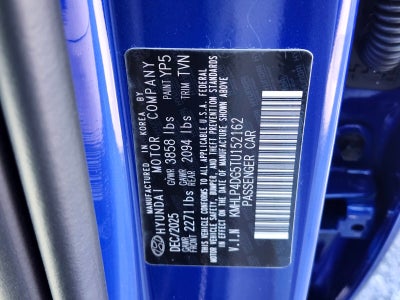 MANUFACTURED IN KOREA BY
HYUNDAI MOTOR COMPANY PAINT YP5
DEC/2025 GVWR 3858 lbs TRIM TVN
GAWR FRONT 2271 lbs GAWR REAR 2094 lbs
THIS VEHICLE CONFORMS TO ALL APPLICABLE U.S.A. FEDERAL
MOTOR VEHICLE SAFETY, BUMPER, AND THEFT PREVENTION STANDARDS
IN EFFECT ON THE DATE OF MANUFACTURE SHOWN ABOVE.
V.I.N KMHLP4DG5TU152162
PASSENGER CAR